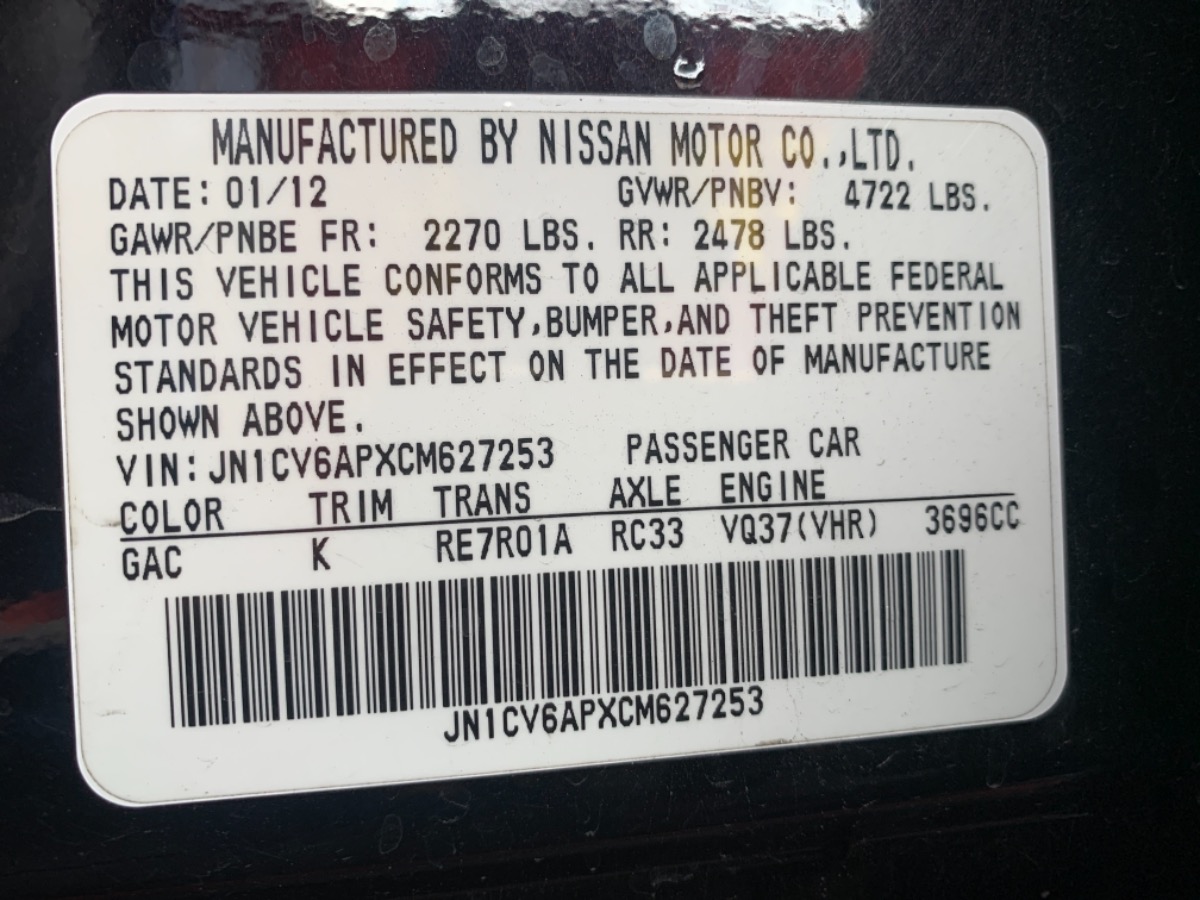 MANUFACTURED BY NISSAN MOTOR CO.,LTD.
DATE: 01/12 GVWR/PNBV: 4722 LBS.
GAWR/PNBE FR: 2270 LBS. RR: 2478 LBS.
THIS VEHICLE CONFORMS TO ALL APPLICABLE FEDERAL
MOTOR VEHICLE SAFETY,BUMPER,AND THEFT PREVENTION
STANDARDS IN EFFECT ON THE DATE OF MANUFACTURE
SHOWN ABOVE.
VIN:JN1CV6APXCM627253 PASSENGER CAR
COLOR TRIM TRANS AXLE ENGINE
GAC K RE7R01A RC33 VQ37(VHR) 3696CC
JN1CV6APXCM627253